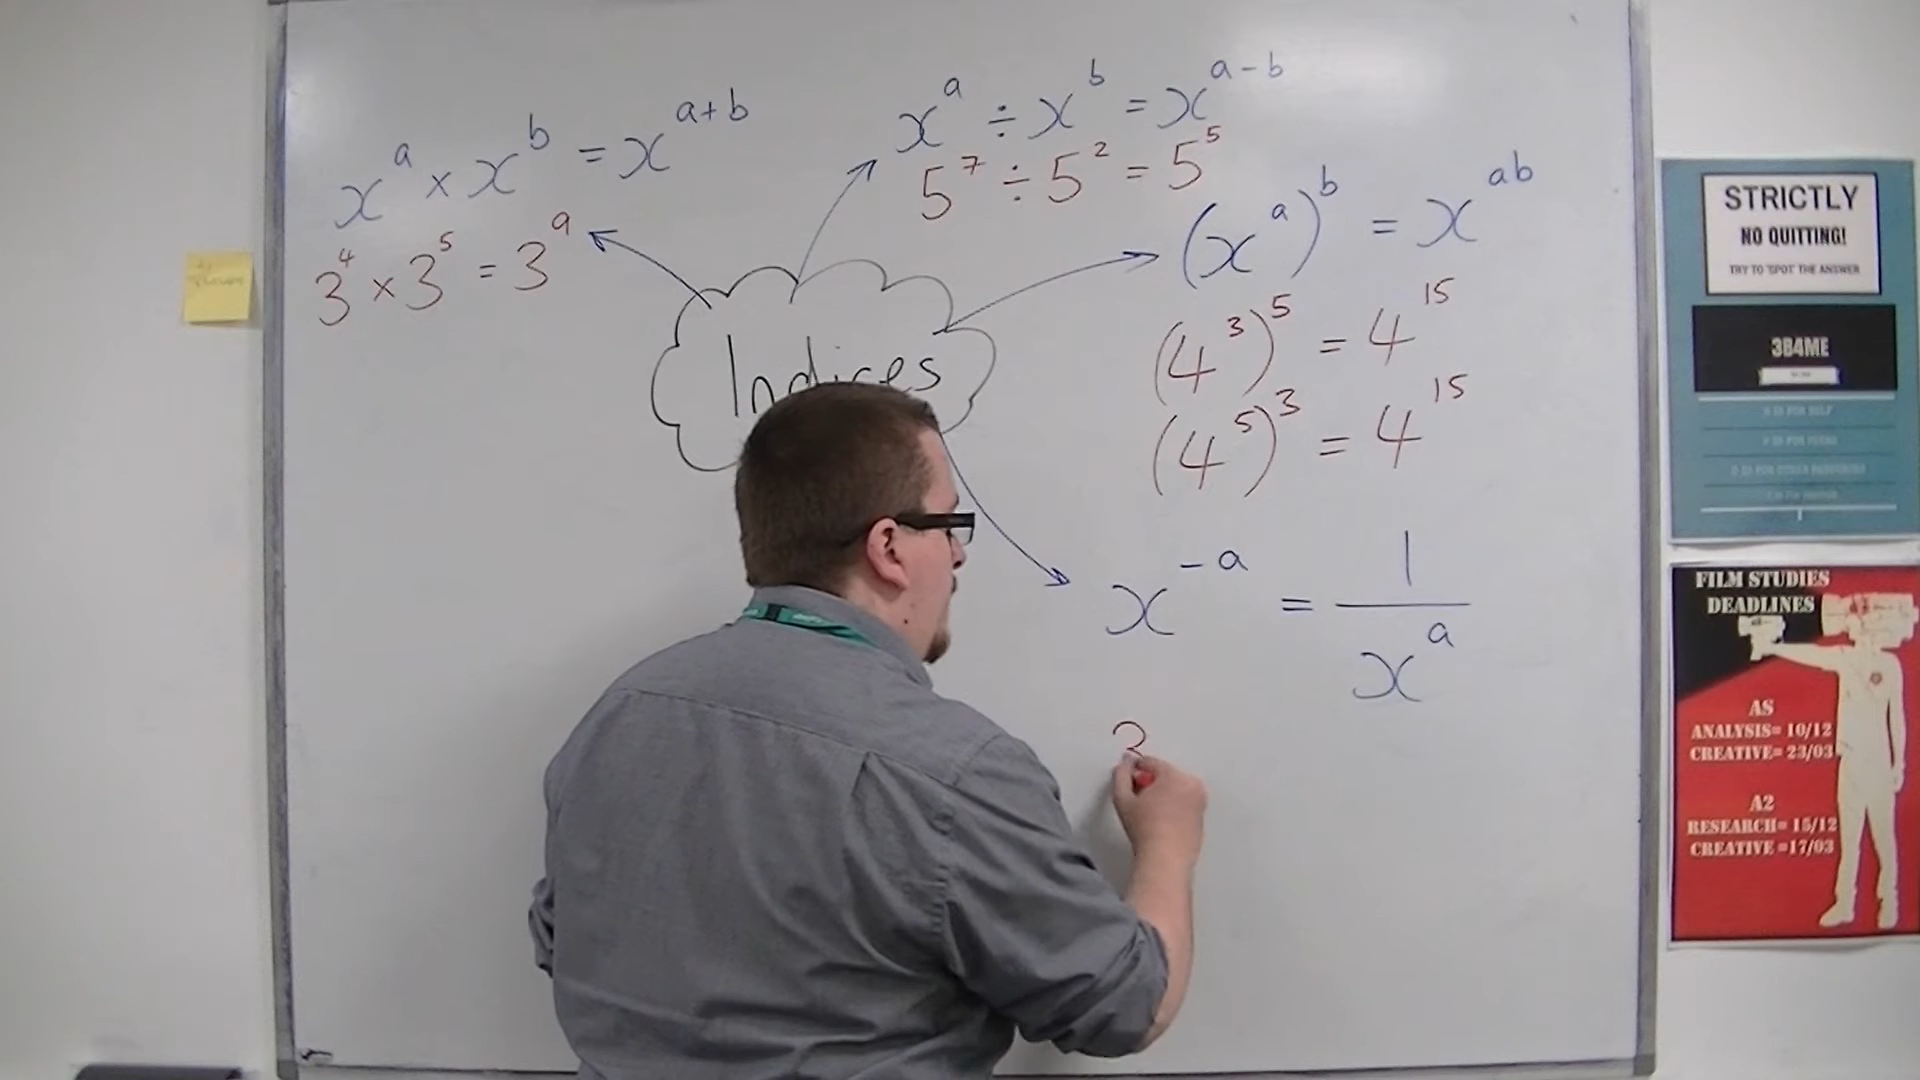 xᵃ × xᵇ = xᵃ⁺ᵇ
3⁴ × 3⁵ = 3⁹
xᵃ ÷ xᵇ = xᵃ⁻ᵇ
5⁷ ÷ 5² = 5⁵
(xᵃ)ᵇ = xᵃᵇ
(4³)⁵ = 4¹⁵
(4⁵)³ = 4¹⁵
Indices
x⁻ᵃ = 1/xᵃ
STRICTLY
NO QUITTING!
TRY TO 'SPOT' THE ANSWER
3B4ME
FILM STUDIES
DEADLINES
AS
ANALYSIS= 10/12
CREATIVE= 23/03
A2
RESEARCH= 15/12
CREATIVE =17/03